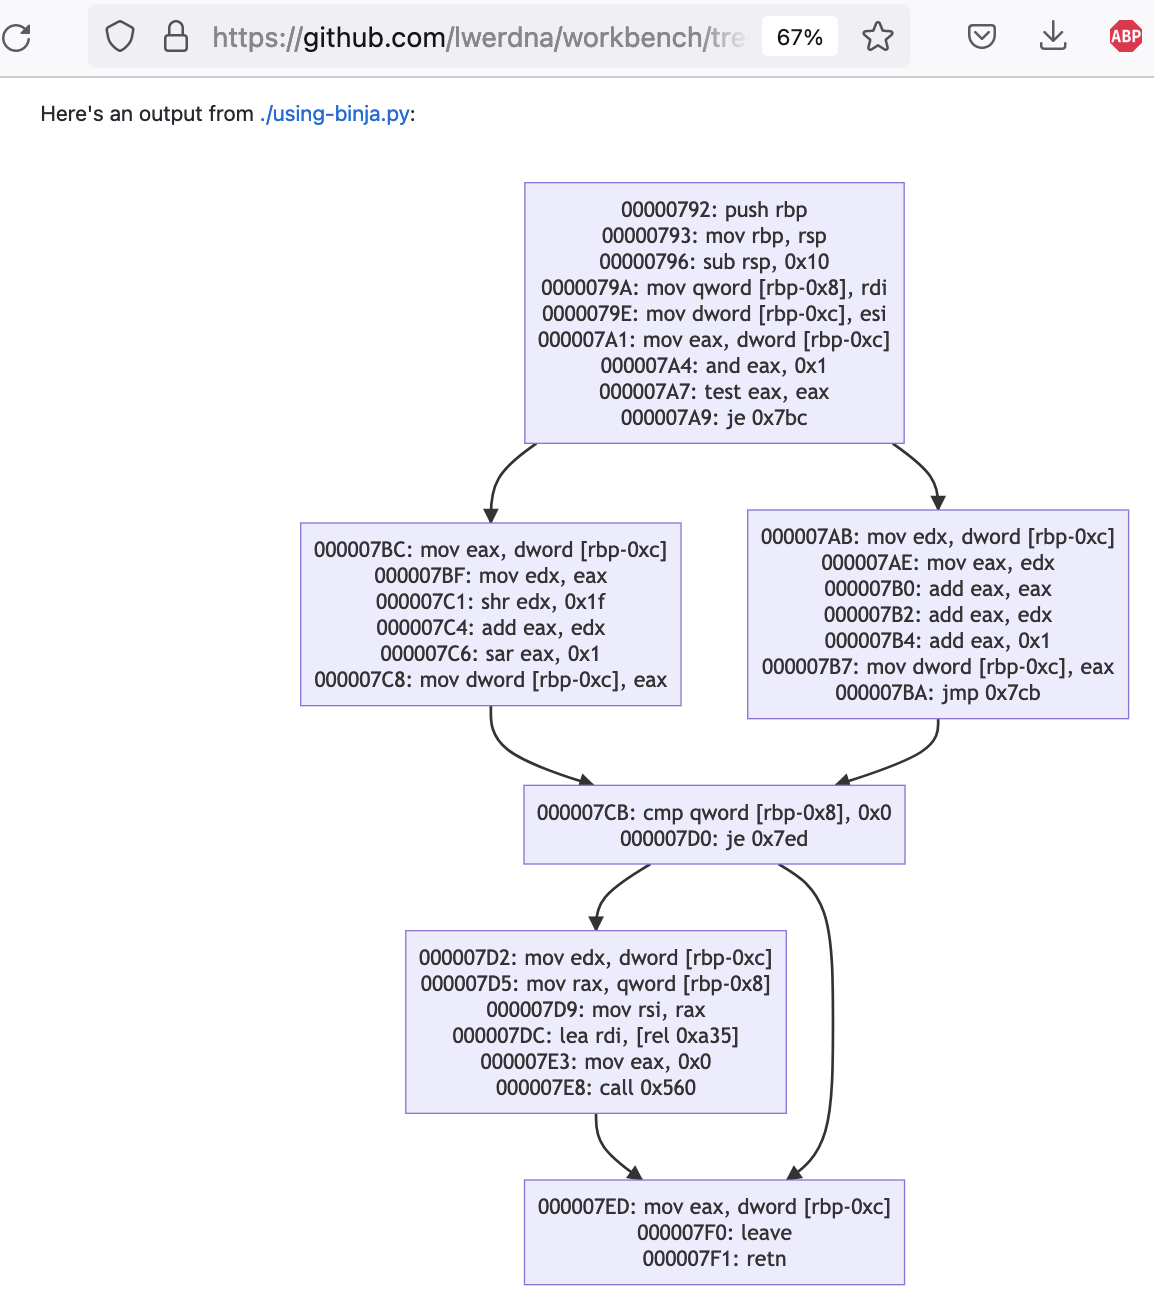 https://github.com/lwerdna/workbench/tre
67%
ABP
Here's an output from ./using-binja.py:
00000792: push rbp
00000793: mov rbp, rsp
00000796: sub rsp, 0x10
0000079A: mov qword [rbp-0x8], rdi
0000079E: mov dword [rbp-0xc], esi
000007A1: mov eax, dword [rbp-0xc]
000007A4: and eax, 0x1
000007A7: test eax, eax
000007A9: je 0x7bc
000007BC: mov eax, dword [rbp-0xc]
000007BF: mov edx, eax
000007C1: shr edx, 0x1f
000007C4: add eax, edx
000007C6: sar eax, 0x1
000007C8: mov dword [rbp-0xc], eax
000007AB: mov edx, dword [rbp-0xc]
000007AE: mov eax, edx
000007B0: add eax, eax
000007B2: add eax, edx
000007B4: add eax, 0x1
000007B7: mov dword [rbp-0xc], eax
000007BA: jmp 0x7cb
000007CB: cmp qword [rbp-0x8], 0x0
000007D0: je 0x7ed
000007D2: mov edx, dword [rbp-0xc]
000007D5: mov rax, qword [rbp-0x8]
000007D9: mov rsi, rax
000007DC: lea rdi, [rel 0xa35]
000007E3: mov eax, 0x0
000007E8: call 0x560
000007ED: mov eax, dword [rbp-0xc]
000007F0: leave
000007F1: retn